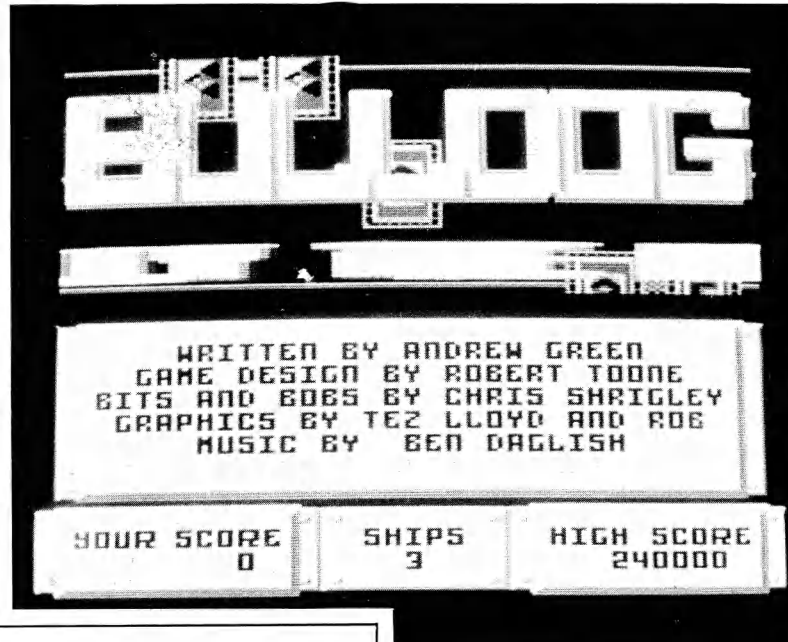 BULLDOG
WRITTEN BY ANDREW GREEN
GAME DESIGN BY ROBERT TOONE
BITS AND BOBS BY CHRIS SHRIGLEY
GRAPHICS BY TEZ LLOYD AND ROB
MUSIC BY BEN DAGLISH
YOUR SCORE
0
SHIPS
3
HIGH SCORE
240000